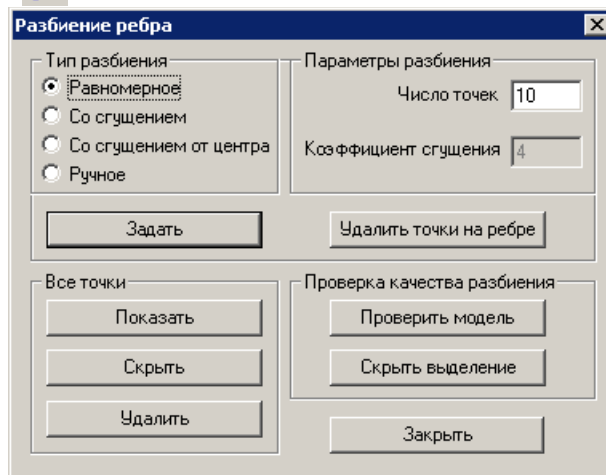 Разбиение ребра
Тип разбиения
Равномерное
Со сгущением
Со сгущением от центра
Ручное
Параметры разбиения
Число точек 10
Коэффициент сгущения 4
Задать
Удалить точки на ребре
Все точки
Показать
Скрыть
Удалить
Проверка качества разбиения
Проверить модель
Скрыть выделение
Закрыть